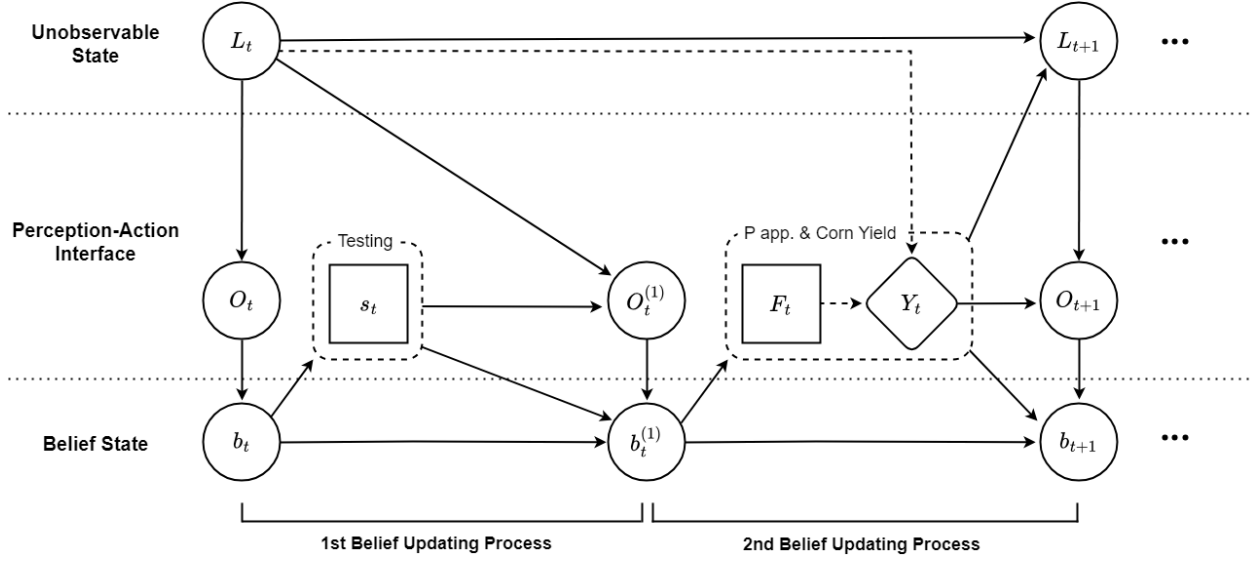 Unobservable
State
L_t
L_{t+1}
...
Perception-Action
Interface
Testing
P app. & Corn Yield
O_t
s_t
O_t^{(1)}
F_t
Y_t
O_{t+1}
...
Belief State
b_t
b_t^{(1)}
b_{t+1}
...
1st Belief Updating Process
2nd Belief Updating Process